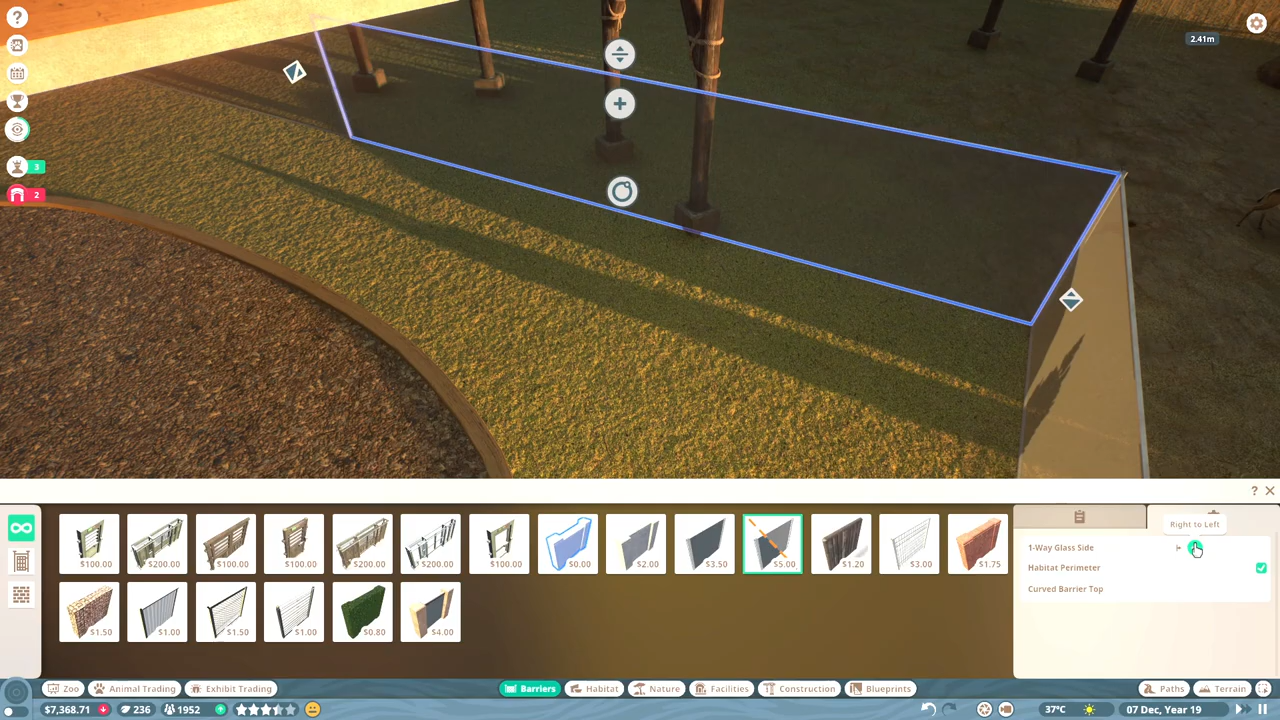 ?
2.41m
3
2
? ×
$100.00 $200.00 $100.00 $100.00 $200.00 $200.00 $100.00 $0.00 $2.00 $3.50 $5.00 $1.20 $3.00 $1.75
$1.50 $1.00 $1.50 $1.00 $0.80 $4.00
Right to Left
1-Way Glass Side
Habitat Perimeter
Curved Barrier Top
Zoo Animal Trading Exhibit Trading Barriers Habitat Nature Facilities Construction Blueprints Paths Terrain
$7,368.71 236 1952 37°C 07 Dec, Year 19